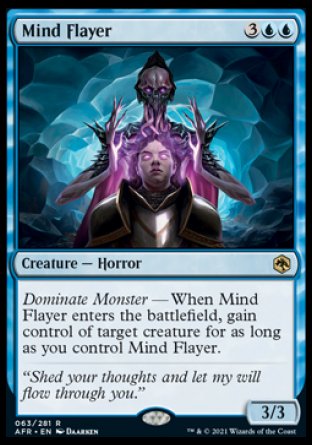 Mind Flayer 3
Creature — Horror
Dominate Monster — When Mind
Flayer enters the battlefield, gain
control of target creature for as long
as you control Mind Flayer.
“Shed your thoughts and let my will
flow through you.”
3/3
063/281 R
AFR • EN Daarken
™ & © 2021 Wizards of the Coast